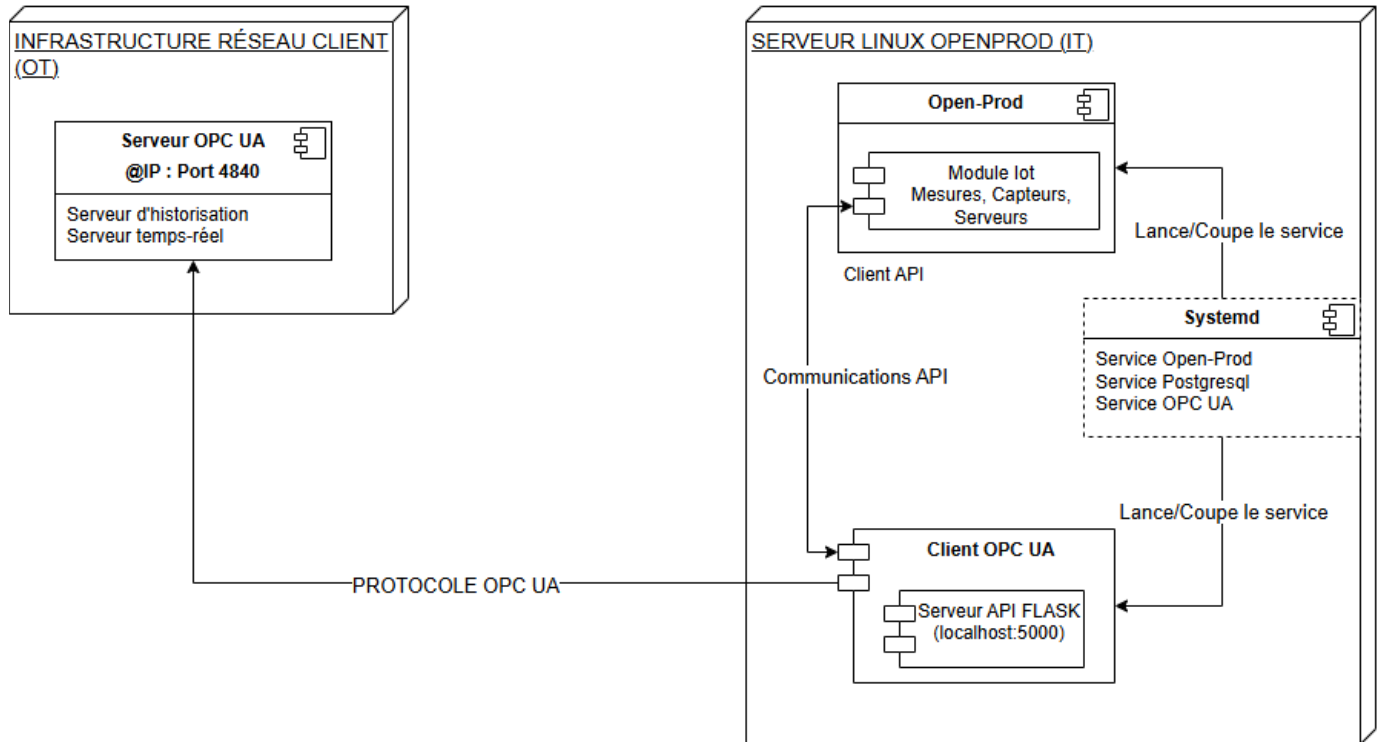 INFRASTRUCTURE RÉSEAU CLIENT
(OT)
Serveur OPC UA
@IP : Port 4840
Serveur d'historisation
Serveur temps-réel
SERVEUR LINUX OPENPROD (IT)
Open-Prod
Module Iot
Mesures, Capteurs,
Serveurs
Client API
Lance/Coupe le service
Systemd
Service Open-Prod
Service Postgresql
Service OPC UA
Communications API
Lance/Coupe le service
Client OPC UA
Serveur API FLASK
(localhost:5000)
PROTOCOLE OPC UA